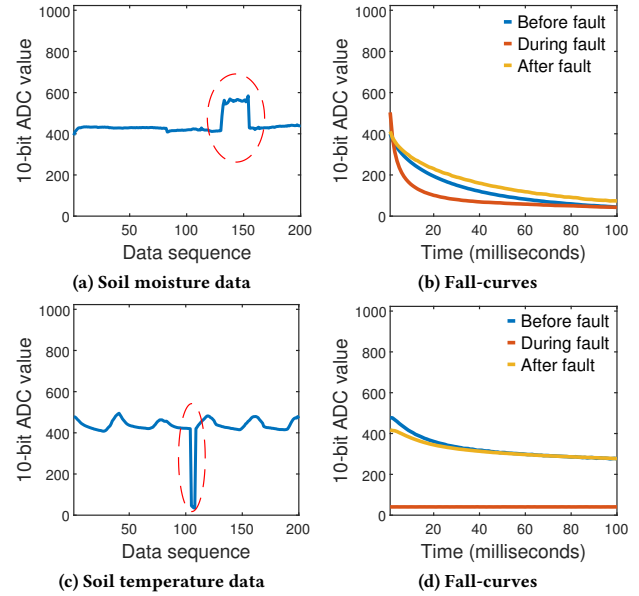 1000
800
600
400
200
0
0
50
100
150
200
10-bit ADC value
Data sequence
(a) Soil moisture data
1000
800
600
400
200
0
20
40
60
80
100
10-bit ADC value
Before fault
During fault
After fault
Time (milliseconds)
(b) Fall-curves
1000
800
600
400
200
0
0
50
100
150
200
10-bit ADC value
Data sequence
(c) Soil temperature data
1000
800
600
400
200
0
20
40
60
80
100
10-bit ADC value
Before fault
During fault
After fault
Time (milliseconds)
(d) Fall-curves